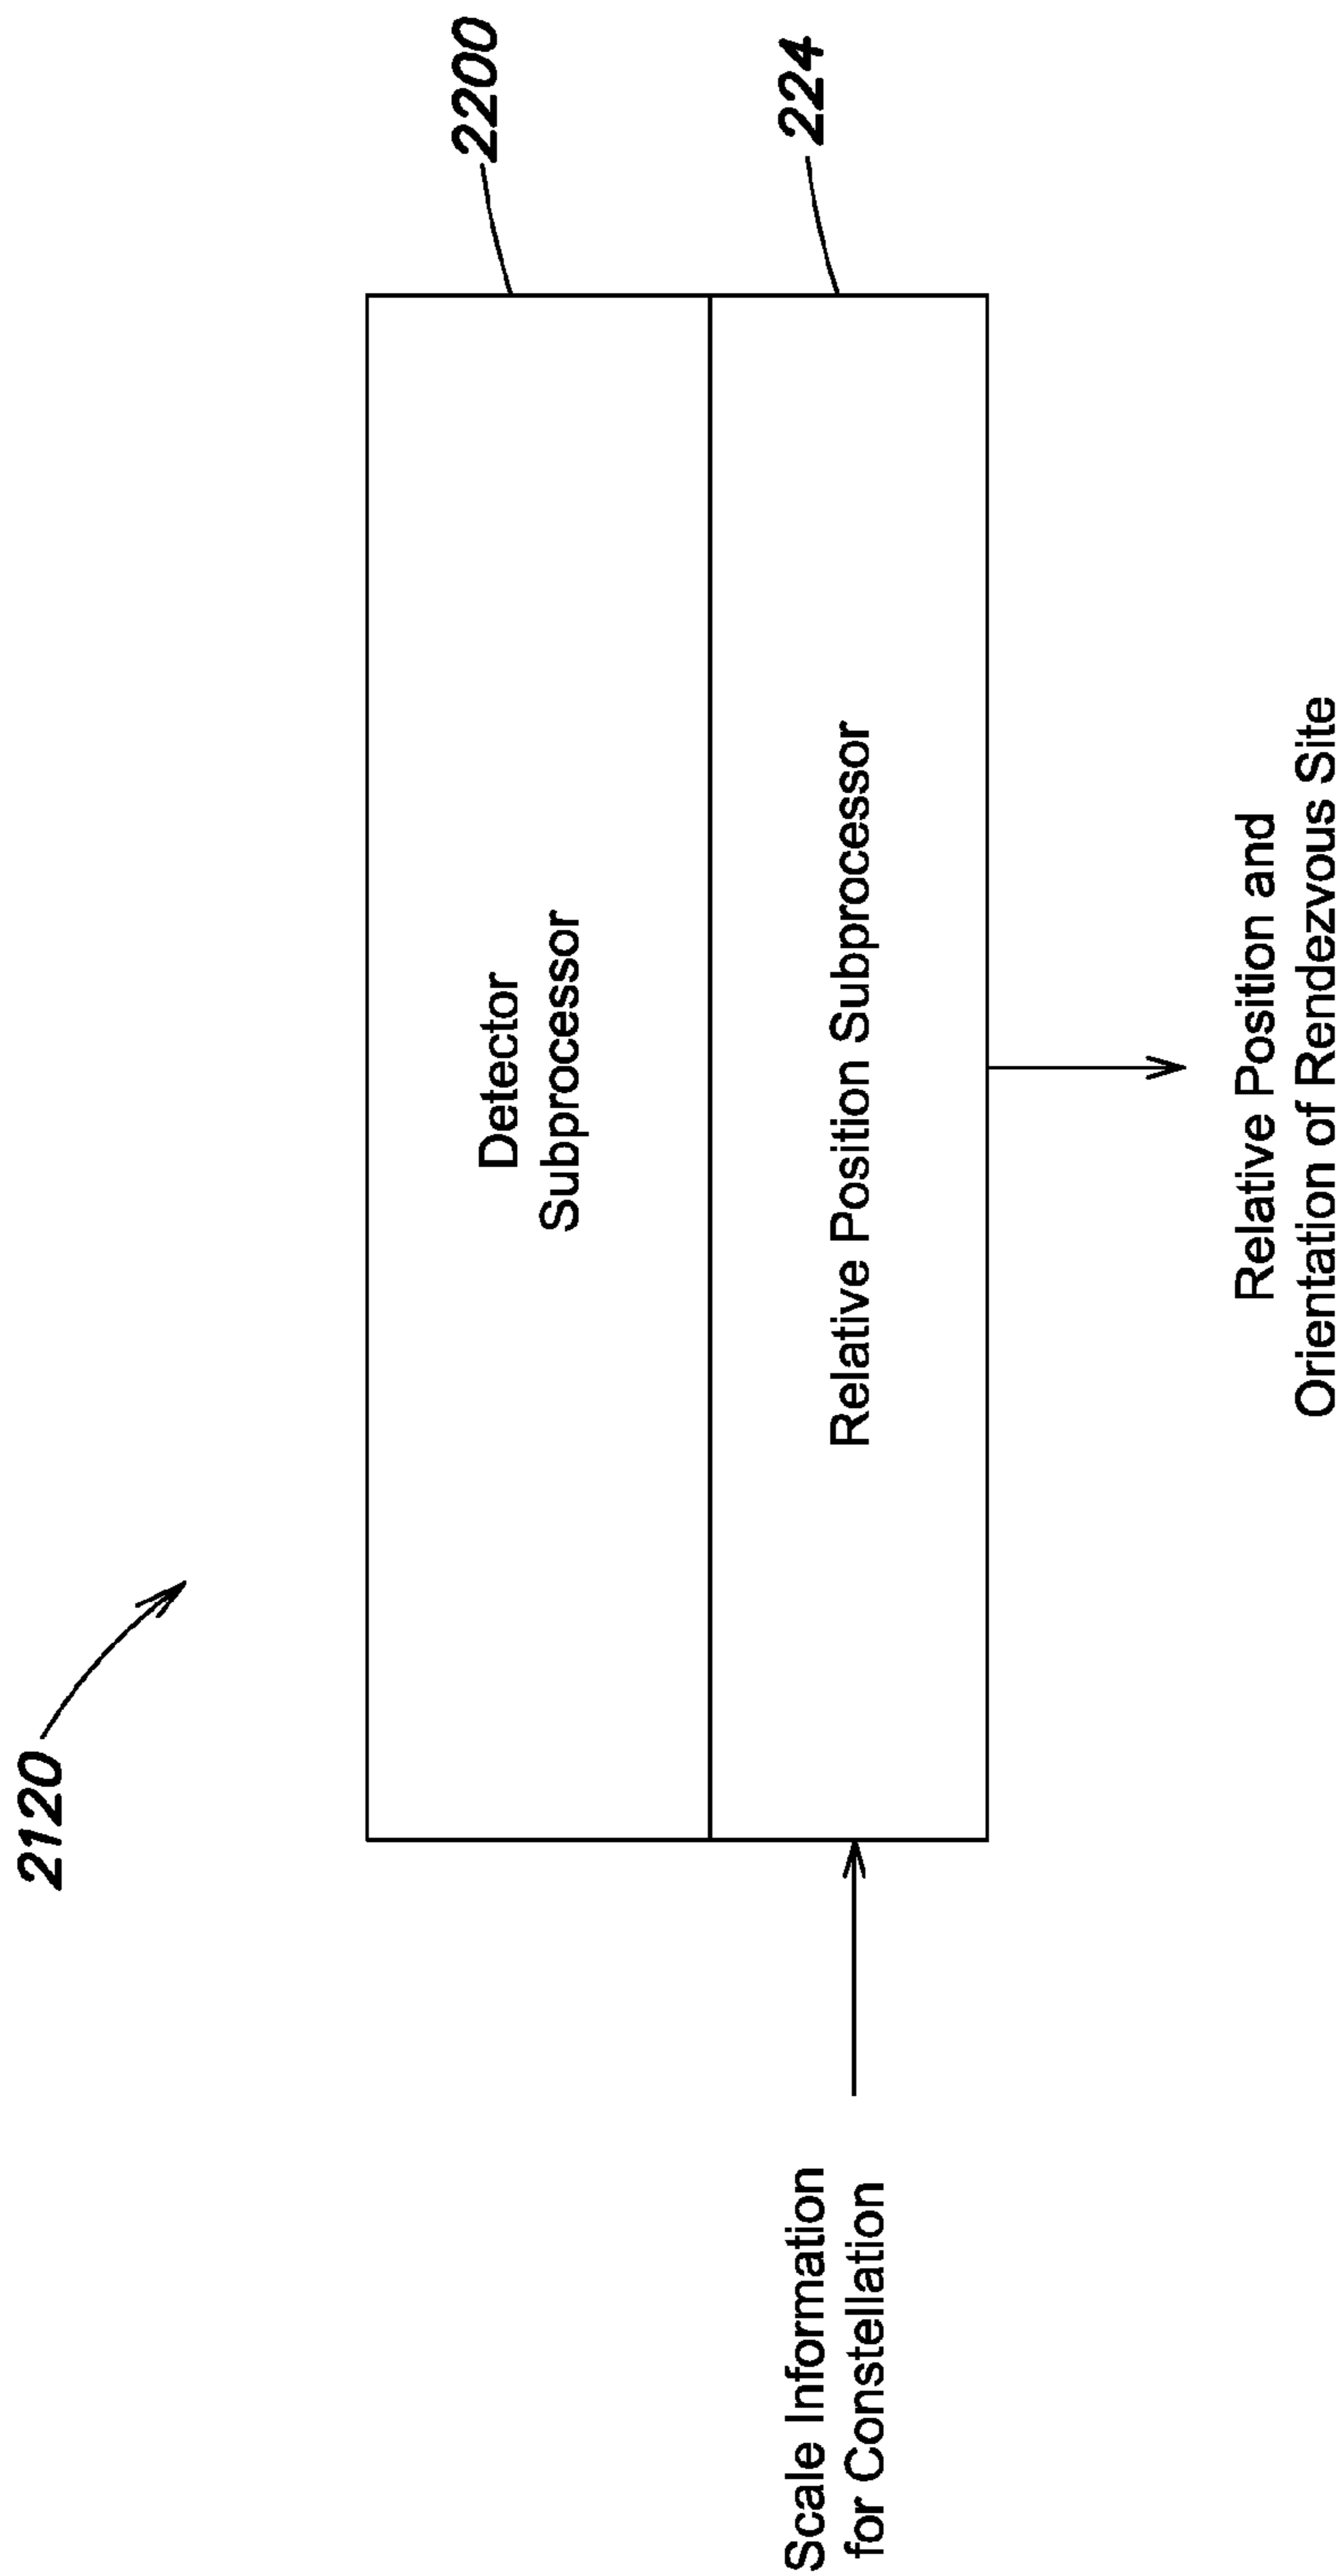 2120
2200
Detector
Subprocessor
224
Relative Position Subprocessor
Scale Information
for Constellation
Relative Position and
Orientation of Rendezvous Site